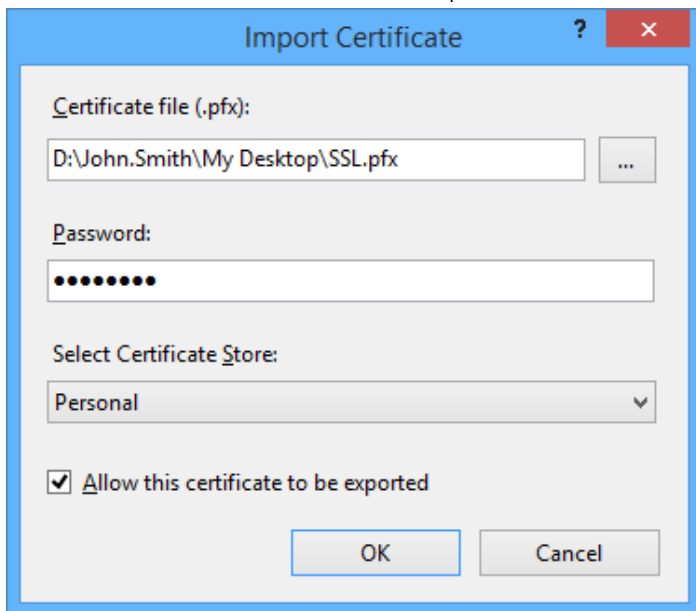 Import Certificate
?
×
Certificate file (.pfx):
D:\John.Smith\My Desktop\SSL.pfx
...
Password:
••••••••
Select Certificate Store:
Personal
Allow this certificate to be exported
OK
Cancel